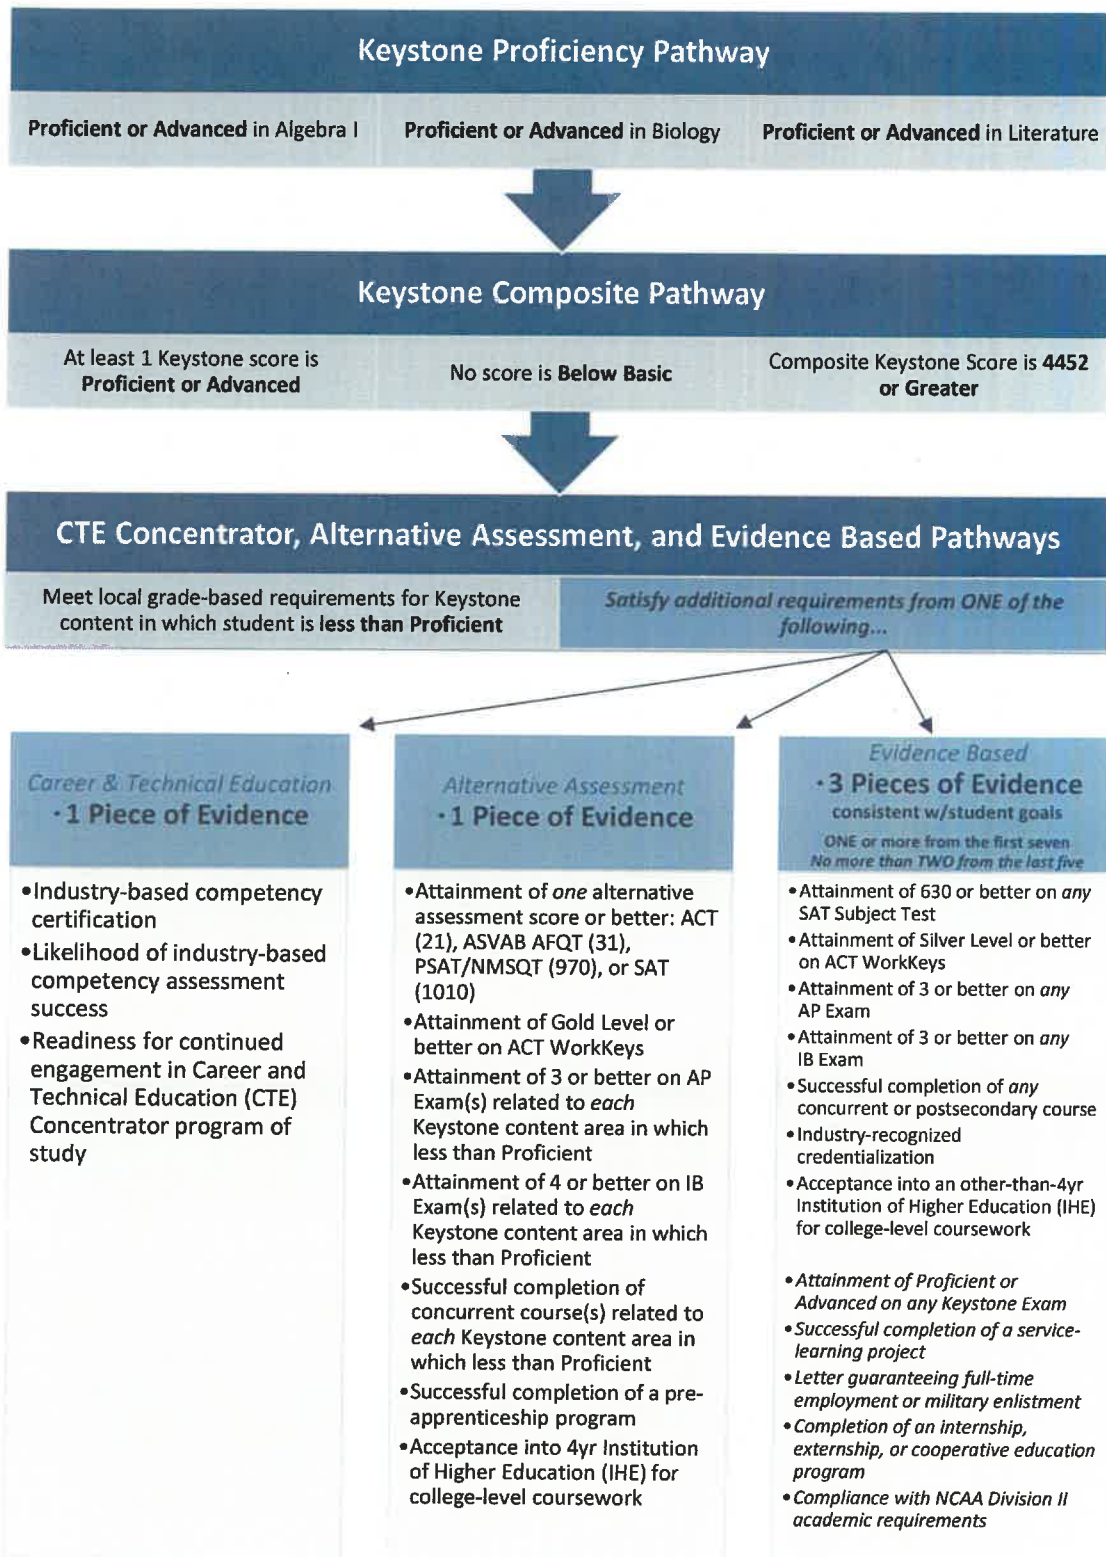 Keystone Proficiency Pathway
Proficient or Advanced in Algebra I
Proficient or Advanced in Biology
Proficient or Advanced in Literature
Keystone Composite Pathway
At least 1 Keystone score is
Proficient or Advanced
No score is Below Basic
Composite Keystone Score is 4452
or Greater
CTE Concentrator, Alternative Assessment, and Evidence Based Pathways
Meet local grade-based requirements for Keystone
content in which student is less than Proficient
Satisfy additional requirements from ONE of the
following...
Career & Technical Education
· 1 Piece of Evidence
•Industry-based competency
certification
•Likelihood of industry-based
competency assessment
success
•Readiness for continued
engagement in Career and
Technical Education (CTE)
Concentrator program of
study
Alternative Assessment
· 1 Piece of Evidence
•Attainment of one alternative
assessment score or better: ACT
(21), ASVAB AFQT (31),
PSAT/NMSQT (970), or SAT
(1010)
•Attainment of Gold Level or
better on ACT WorkKeys
•Attainment of 3 or better on AP
Exam(s) related to each
Keystone content area in which
less than Proficient
•Attainment of 4 or better on IB
Exam(s) related to each
Keystone content area in which
less than Proficient
•Successful completion of
concurrent course(s) related to
each Keystone content area in
which less than Proficient
•Successful completion of a pre-
apprenticeship program
•Acceptance into 4yr Institution
of Higher Education (IHE) for
college-level coursework
Evidence Based
· 3 Pieces of Evidence
consistent w/student goals
ONE or more from the first seven
No more than TWO from the last five
•Attainment of 630 or better on any
SAT Subject Test
•Attainment of Silver Level or better
on ACT WorkKeys
•Attainment of 3 or better on any
AP Exam
•Attainment of 3 or better on any
IB Exam
•Successful completion of any
concurrent or postsecondary course
•Industry-recognized
credentialization
•Acceptance into an other-than-4yr
Institution of Higher Education (IHE)
for college-level coursework
•Attainment of Proficient or
Advanced on any Keystone Exam
•Successful completion of a service-
learning project
•Letter guaranteeing full-time
employment or military enlistment
•Completion of an internship,
externship, or cooperative education
program
•Compliance with NCAA Division II
academic requirements